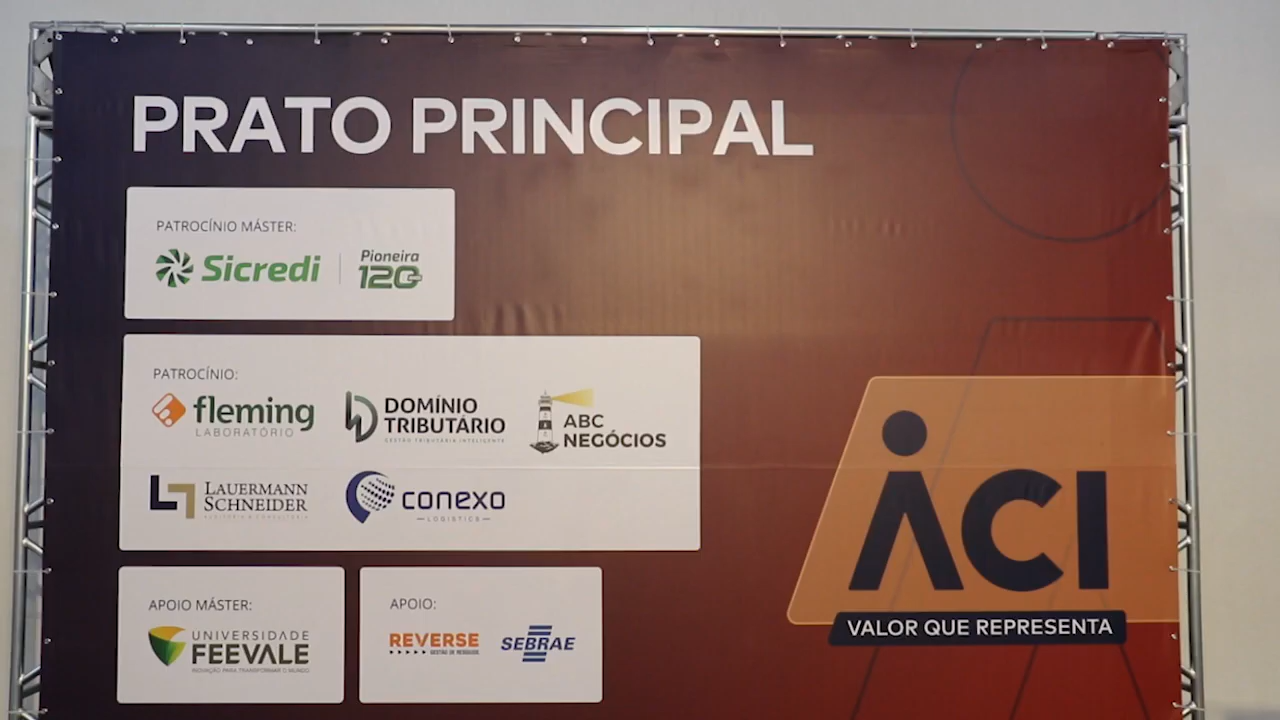 PRATO PRINCIPAL
PATROCÍNIO MÁSTER:
Sicredi
Pioneira
120
PATROCÍNIO:
fleming
LABORATÓRIO
DOMÍNIO
TRIBUTÁRIO
GESTÃO TRIBUTÁRIA INTELIGENTE
ABC
NEGÓCIOS
LAUERMANN
SCHNEIDER
AUDITORIA & CONSULTORIA
conexo
LOGISTICS
ACI
VALOR QUE REPRESENTA
APOIO MÁSTER:
UNIVERSIDADE
FEEVALE
INOVAÇÃO PARA TRANSFORMAR O MUNDO
APOIO:
REVERSE
GESTÃO DE RESÍDUOS
SEBRAE